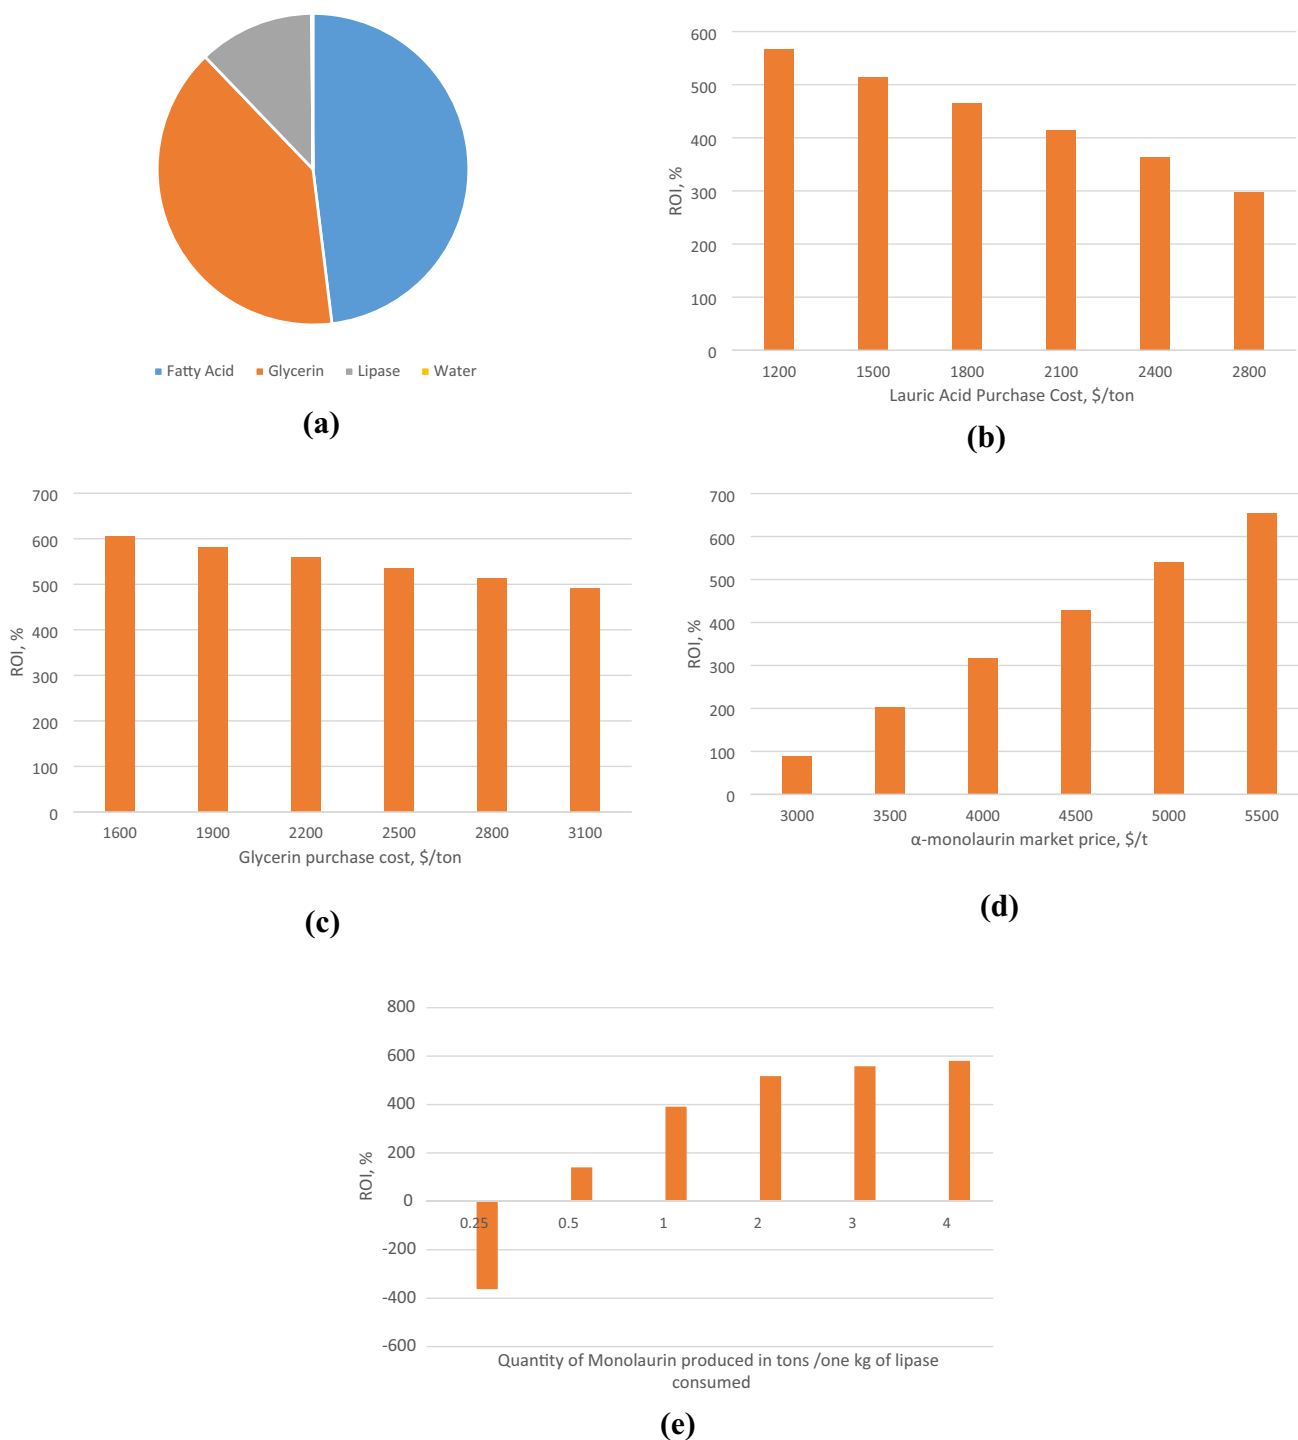 Fatty Acid Glycerin Lipase Water
(a)
600
500
400
300
200
100
0
ROI, %
1200 1500 1800 2100 2400 2800
Lauric Acid Purchase Cost, $/ton
(b)
700
600
500
400
300
200
100
0
ROI, %
1600 1900 2200 2500 2800 3100
Glycerin purchase cost, $/ton
(c)
700
600
500
400
300
200
100
0
ROI, %
3000 3500 4000 4500 5000 5500
α-monolaurin market price, $/t
(d)
800
600
400
200
0
-200
-400
-600
ROI, %
0.25 0.5 1 2 3 4
Quantity of Monolaurin produced in tons /one kg of lipase
consumed
(e)